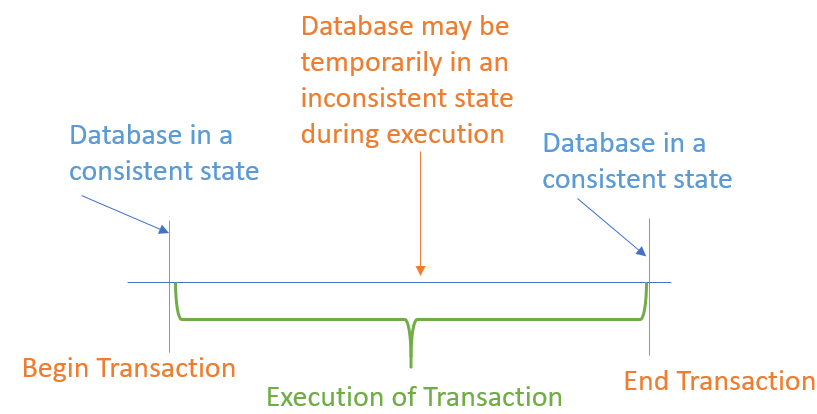 Database may be
temporarily in an
inconsistent state
during execution
Database in a
consistent state
Database in a
consistent state
Begin Transaction
Execution of Transaction
End Transaction